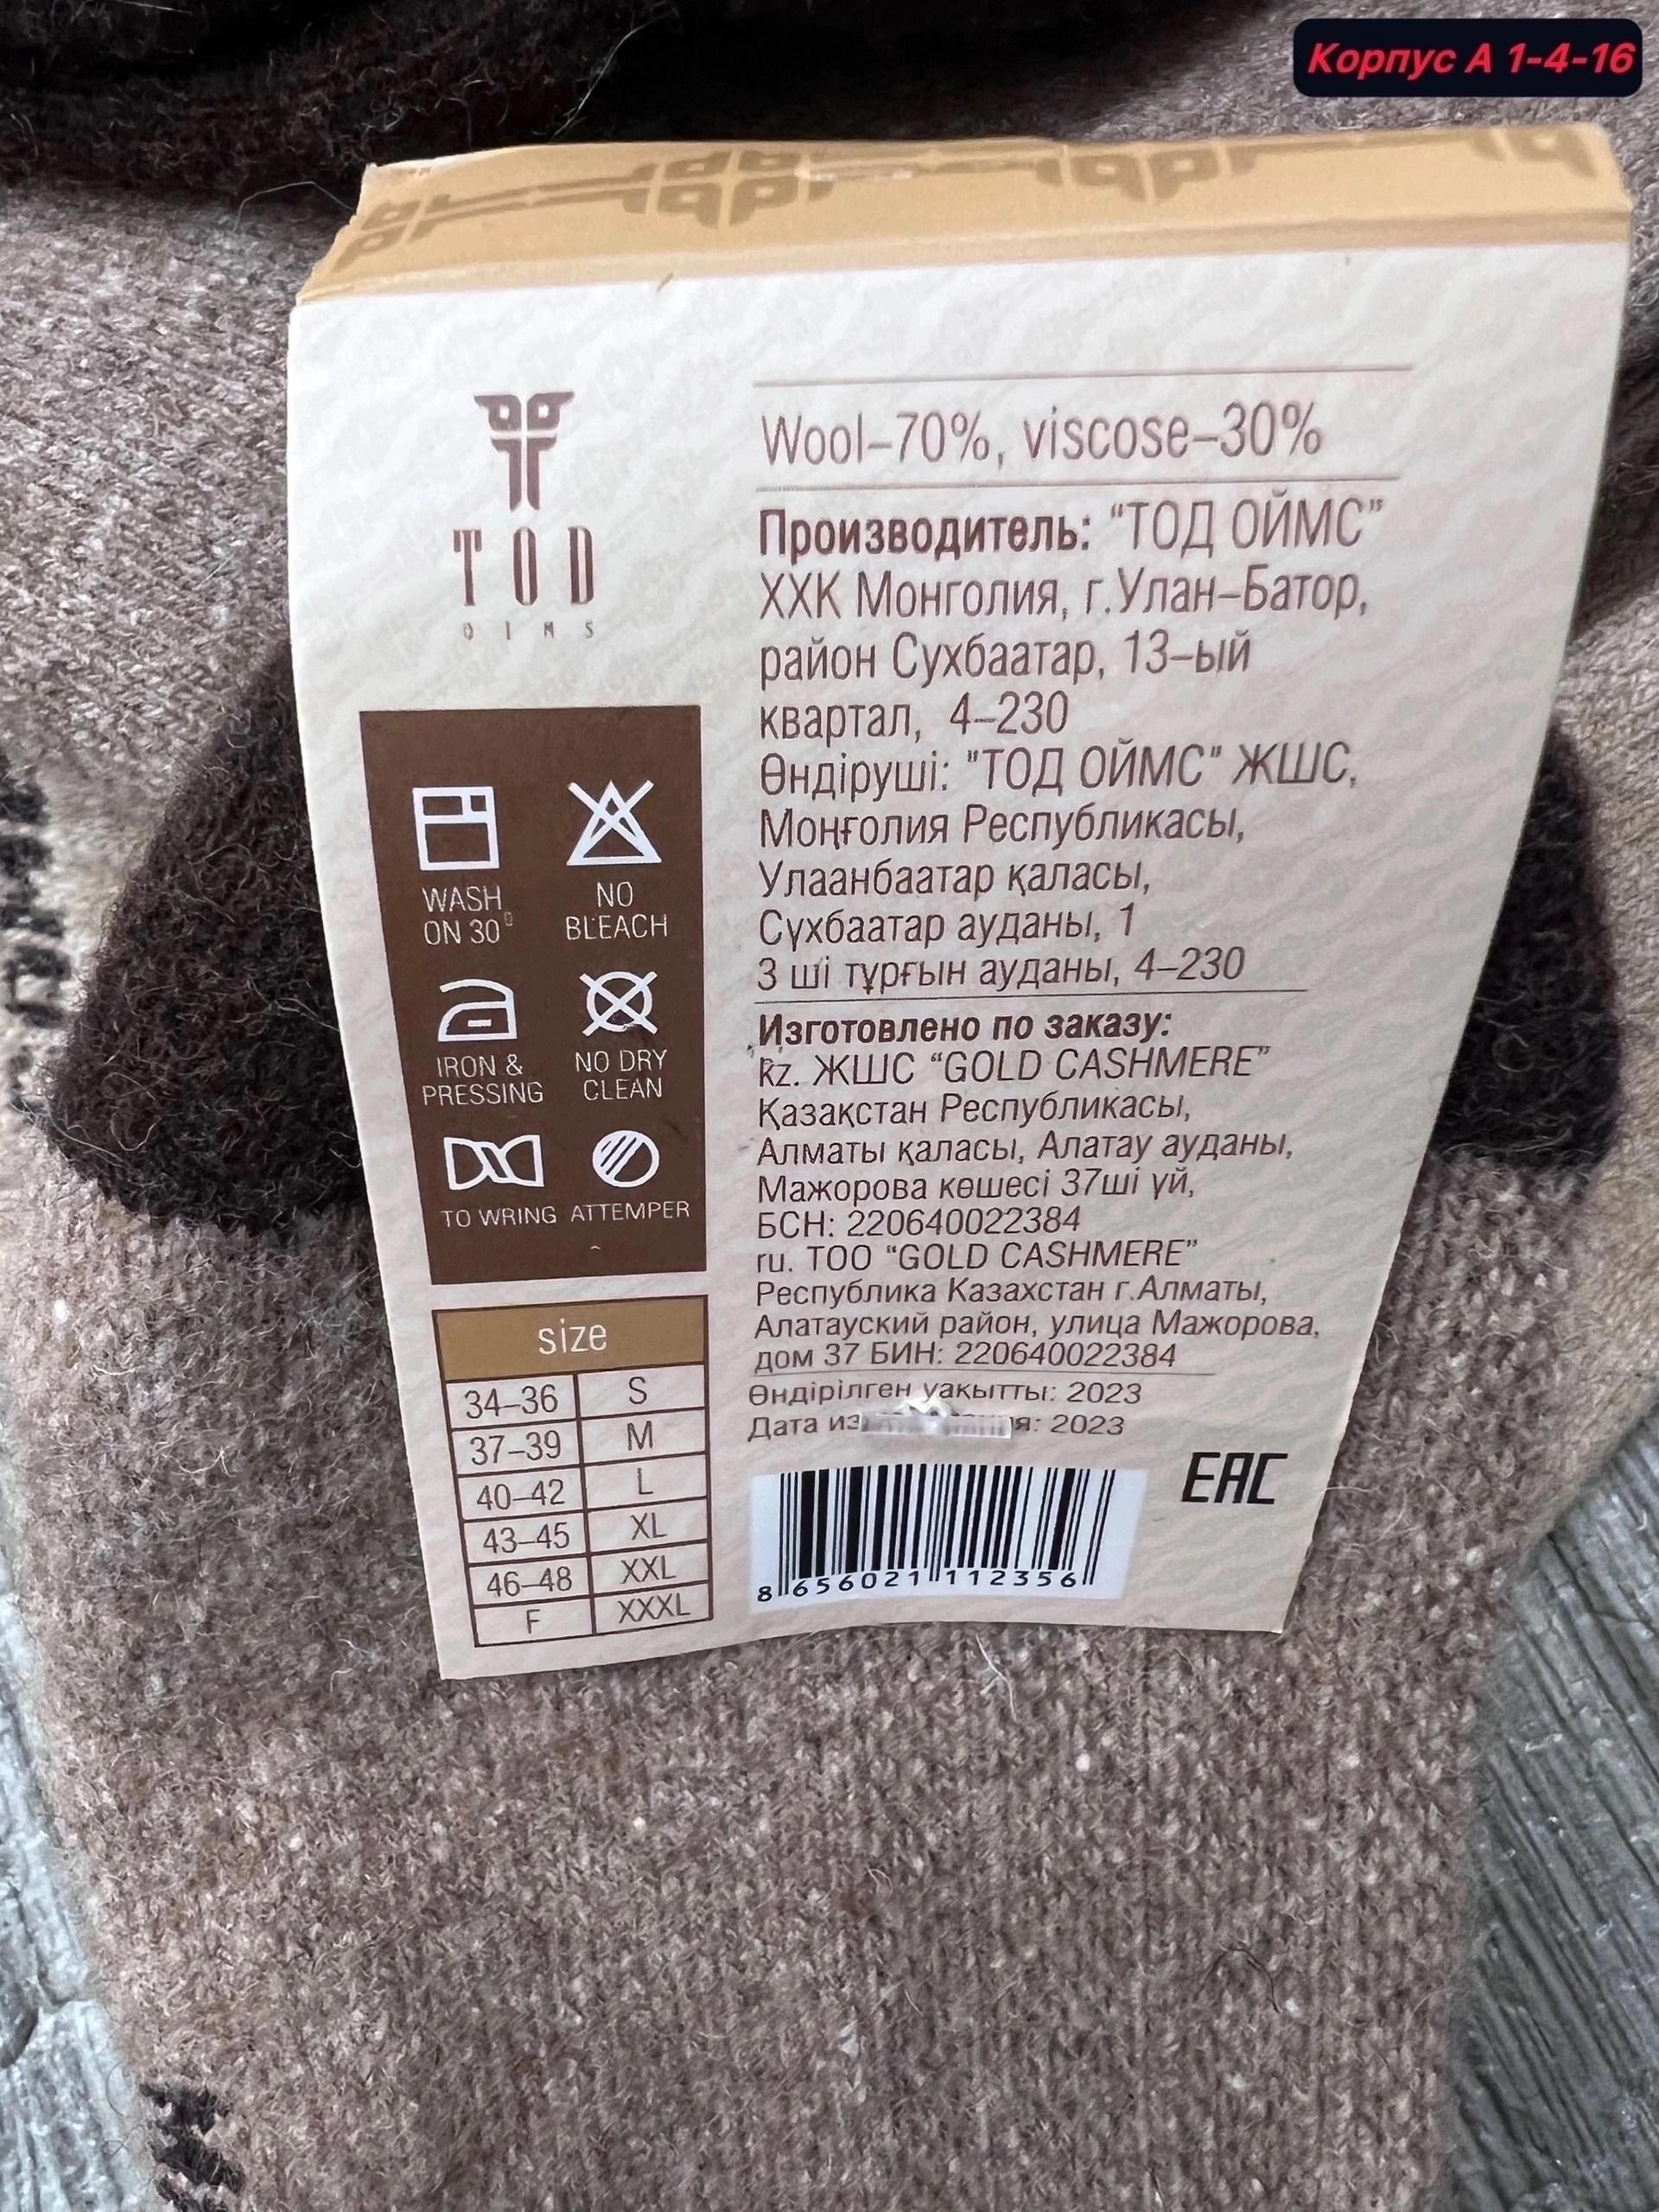 Корпус А 1-4-16
TOD
OIMS
WASH
ON 30°
NO
BLEACH
IRON &
PRESSING
NO DRY
CLEAN
TO WRING
ATTEMPER
size
34–36 S
37–39 M
40–42 L
43–45 XL
46–48 XXL
F XXXL
Wool–70%, viscose–30%
Производитель: "ТОД ОЙМС"
ХХК Монголия, г.Улан–Батор,
район Сухбаатар, 13–ый
квартал, 4–230
Өндіруші: "ТОД ОЙМС" ЖШС,
Моңғолия Республикасы,
Улаанбаатар қаласы,
Сүхбаатар ауданы, 1
3 ші тұрғын ауданы, 4–230
Изготовлено по заказу:
kz. ЖШС "GOLD CASHMERE"
Қазақстан Республикасы,
Алматы қаласы, Алатау ауданы,
Мажорова көшесі 37ші үй,
БСН: 220640022384
ru. ТОО "GOLD CASHMERE"
Республика Казахстан г.Алматы,
Алатауский район, улица Мажорова,
дом 37 БИН: 220640022384
Өндірілген уақытты: 2023
Дата 2023
EAC
8 656021 112356